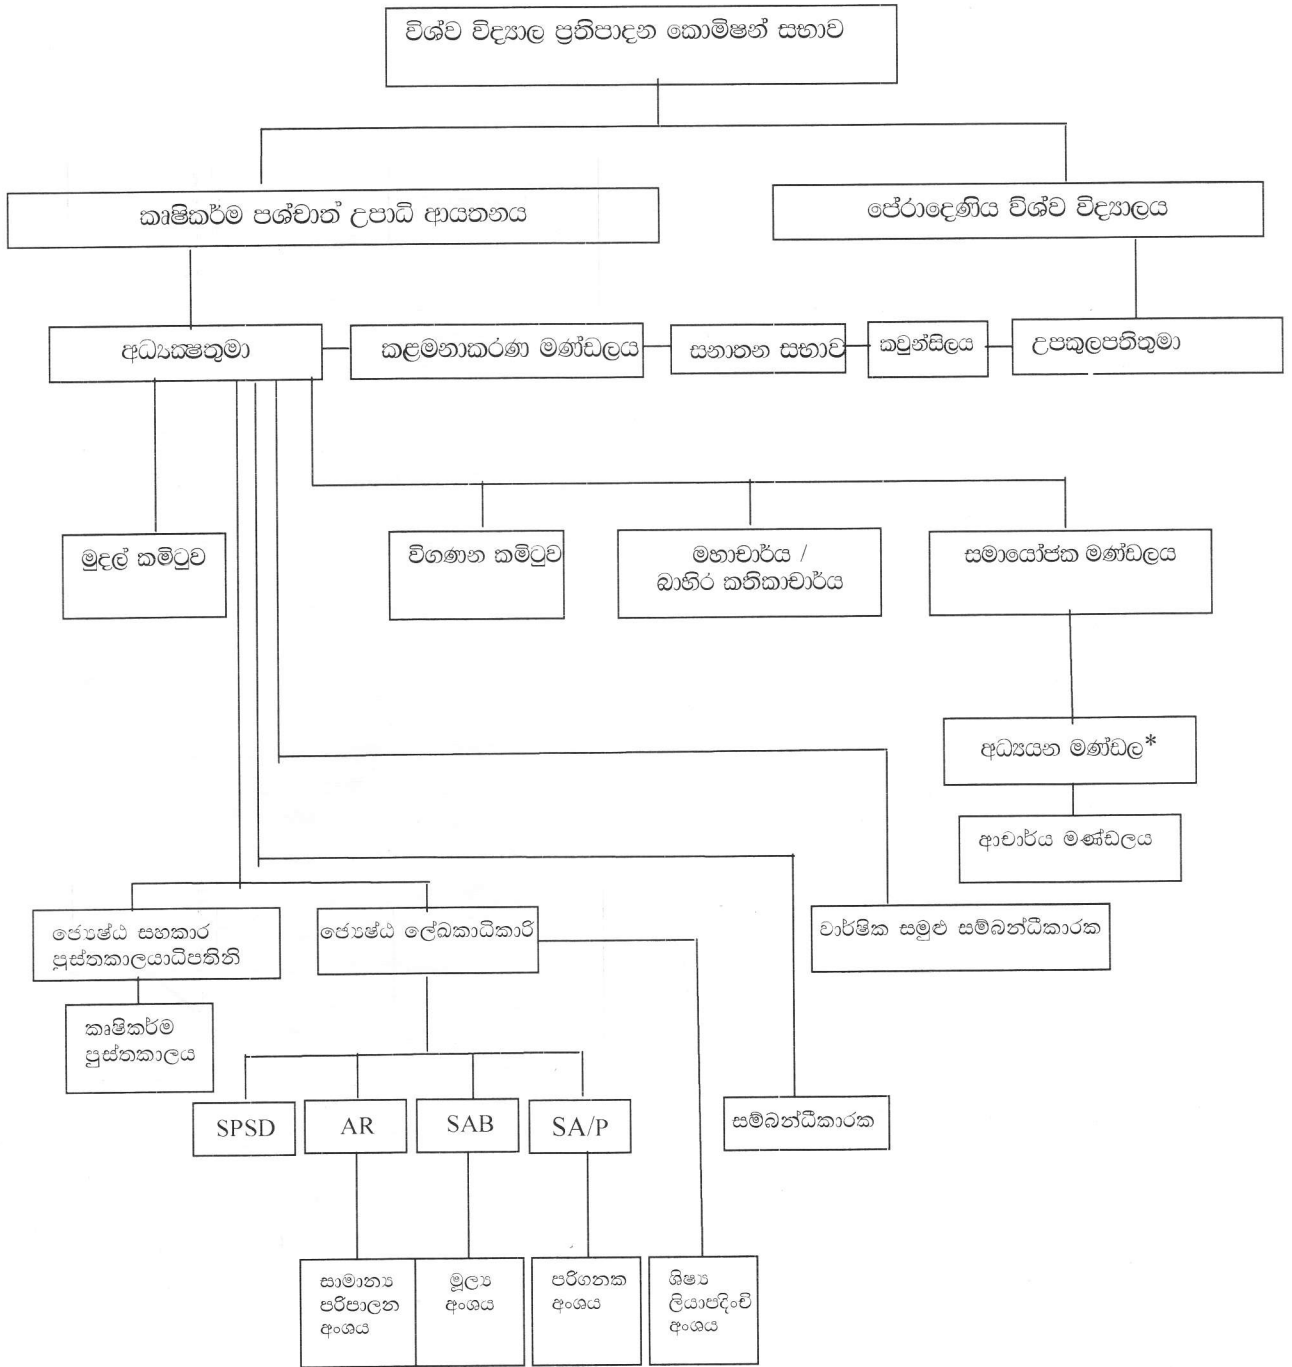 විශ්ව විද්‍යාල ප්‍රතිපාදන කොමිෂන් සභාව
කෘෂිකර්ම පශ්චාත් උපාධි ආයතනය
පේරාදෙණිය විශ්ව විද්‍යාලය
අධ්‍යක්ෂතුමා
කළමනාකරණ මණ්ඩලය
සනාතන සභාව
කවුන්සිලය
උපකුලපතිතුමා
මුදල් කමිටුව
විගණන කමිටුව
මහාචාර්ය /
බාහිර කතිකාචාර්ය
සමායෝජක මණ්ඩලය
අධ්‍යයන මණ්ඩල*
ආචාර්ය මණ්ඩලය
ජ්‍යෙෂ්ඨ සහකාර
පුස්තකාලයාධිපතිනි
ජ්‍යෙෂ්ඨ ලේඛකාධිකාරි
වාර්ෂික සමුළු සම්බන්ධීකාරක
කෘෂිකර්ම
පුස්තකාලය
SPSD
AR
SAB
SA/P
සම්බන්ධීකාරක
සාමාන්‍ය
පරිපාලන
අංශය
මූල්‍ය
අංශය
පරිගනක
අංශය
ශිෂ්‍ය
ලියාපදිංචි
අංශය